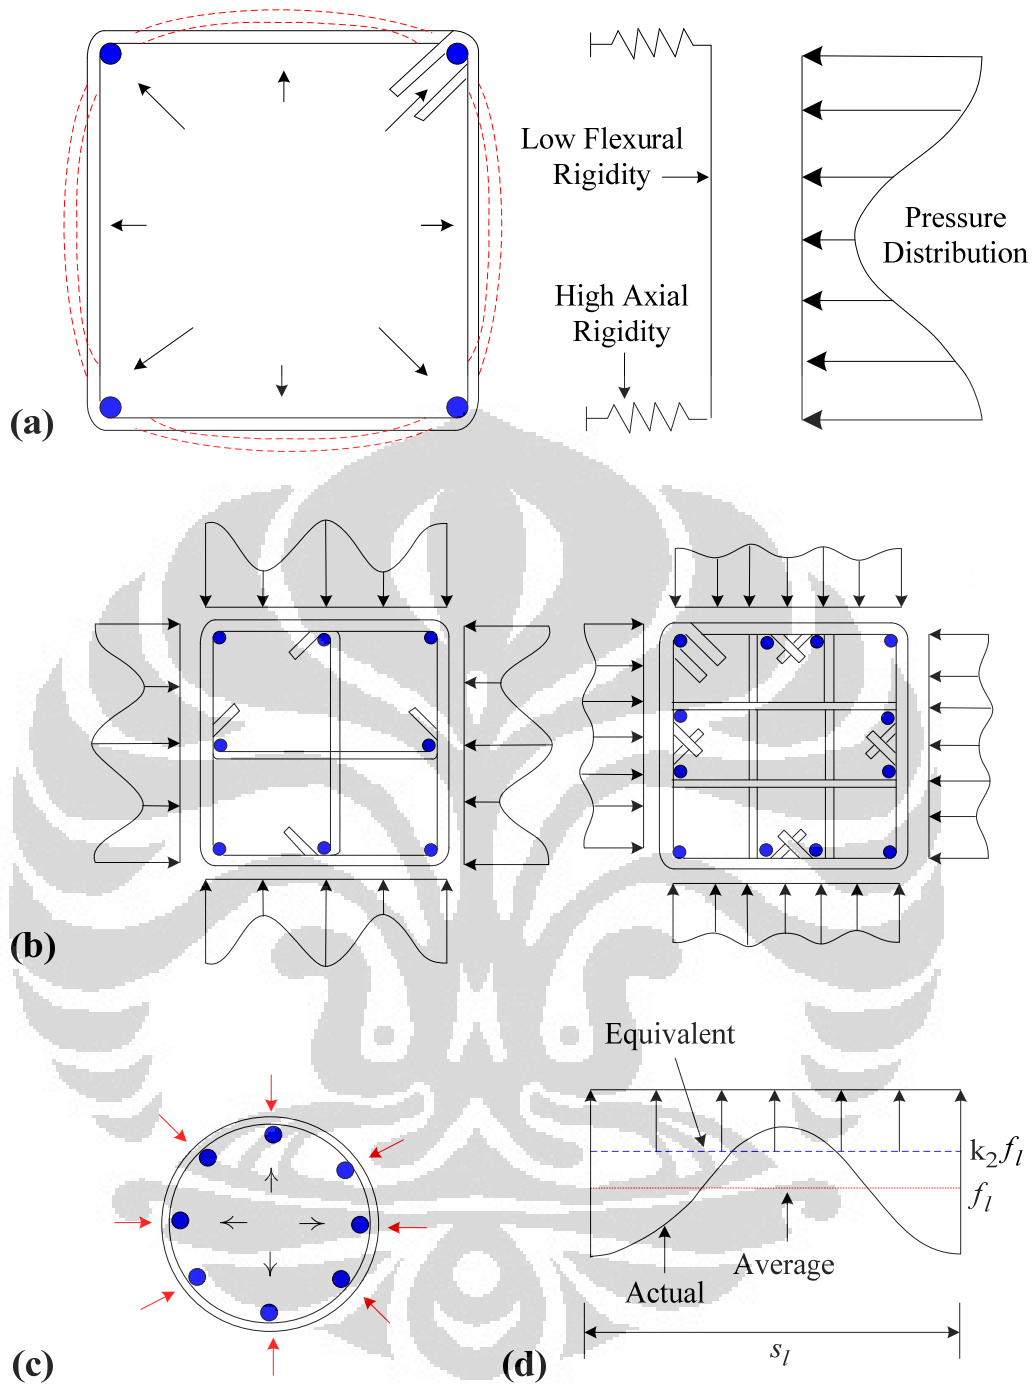 Low Flexural
Rigidity
High Axial
Rigidity
Pressure
Distribution
(a)
(b)
Equivalent
k₂fₗ
fₗ
Average
Actual
sₗ
(c)
(d)